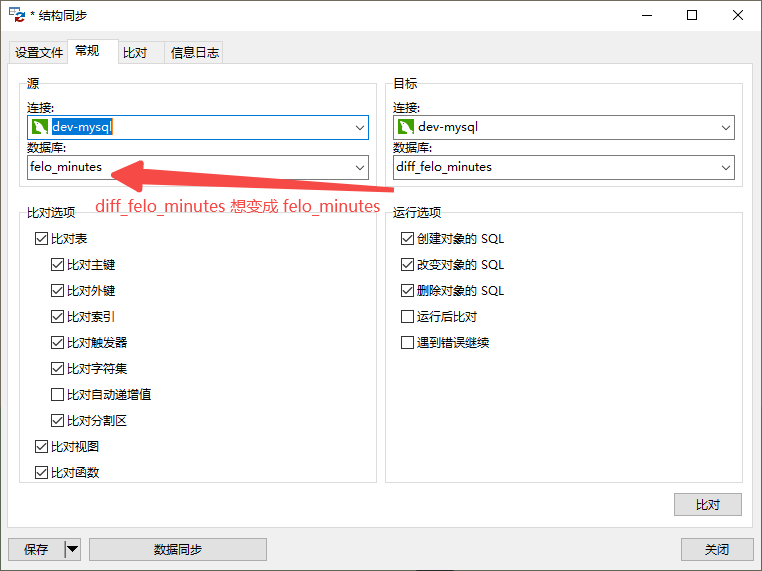 * 结构同步
设置文件 常规 比对 信息日志
源
连接:
dev-mysql
数据库:
felo_minutes
目标
连接:
dev-mysql
数据库:
diff_felo_minutes
diff_felo_minutes 想变成 felo_minutes
比对选项
比对表
比对主键
比对外键
比对索引
比对触发器
比对字符集
比对自动递增值
比对分割区
比对视图
比对函数
运行选项
创建对象的 SQL
改变对象的 SQL
删除对象的 SQL
运行后比对
遇到错误继续
比对
保存
数据同步
关闭